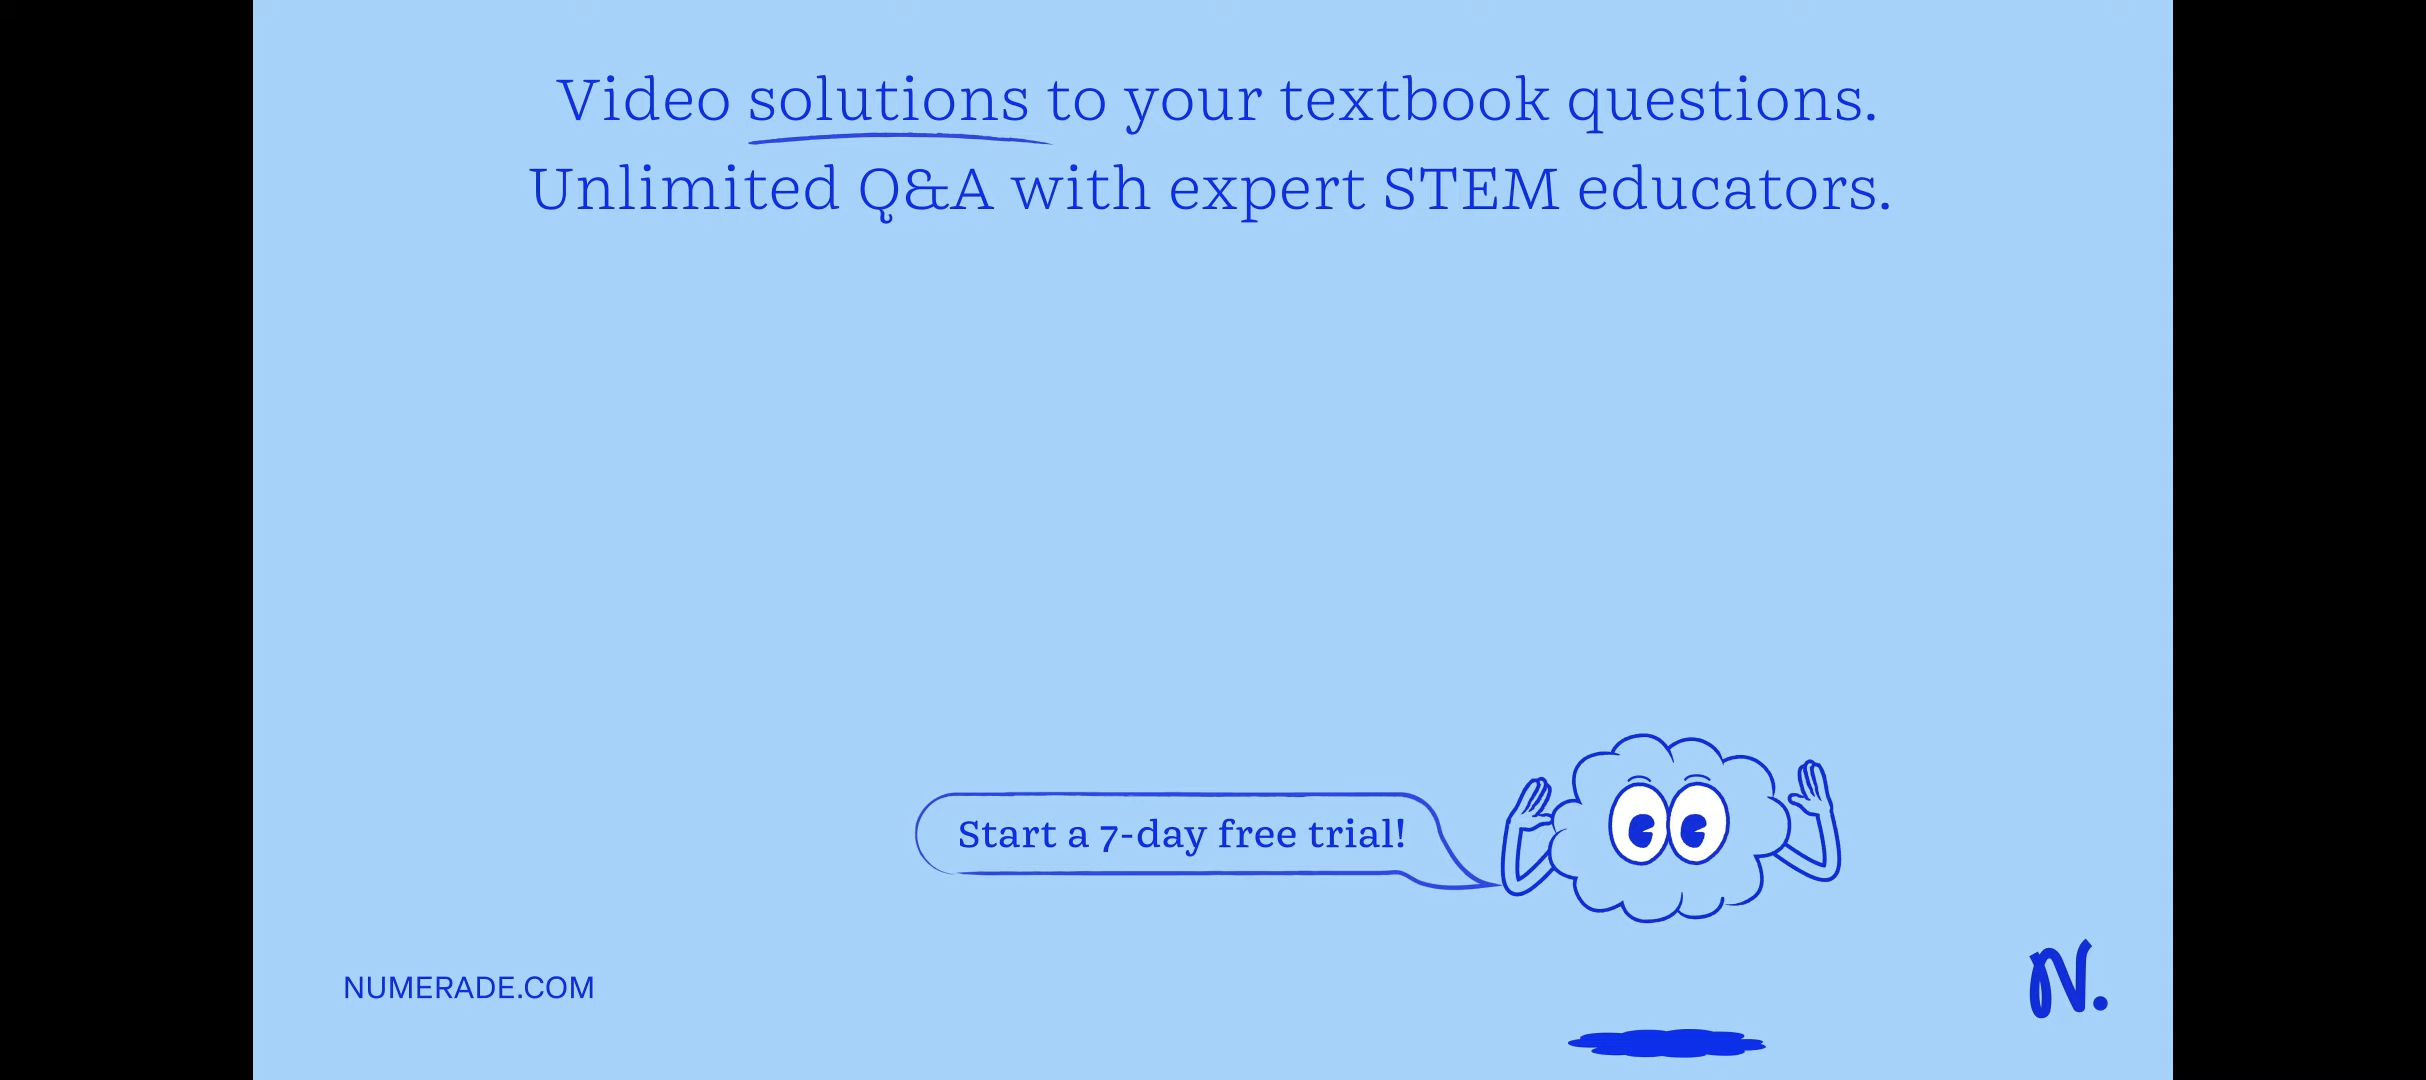 Video solutions to your textbook questions.
Unlimited Q&A with expert STEM educators.
Start a 7-day free trial!
NUMERADE.COM
N.